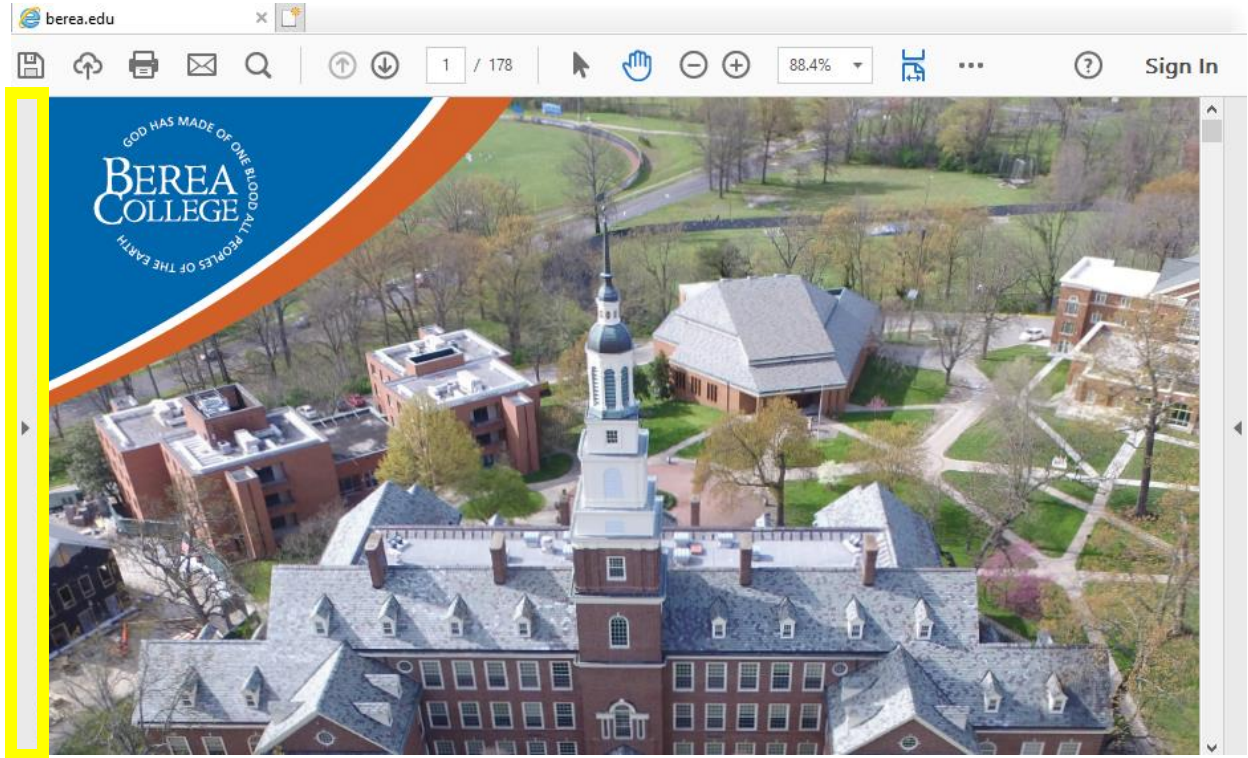 berea.edu
1 / 178
88.4%
Sign In
GOD HAS MADE OF ONE BLOOD ALL PEOPLES OF THE EARTH
BEREA
COLLEGE